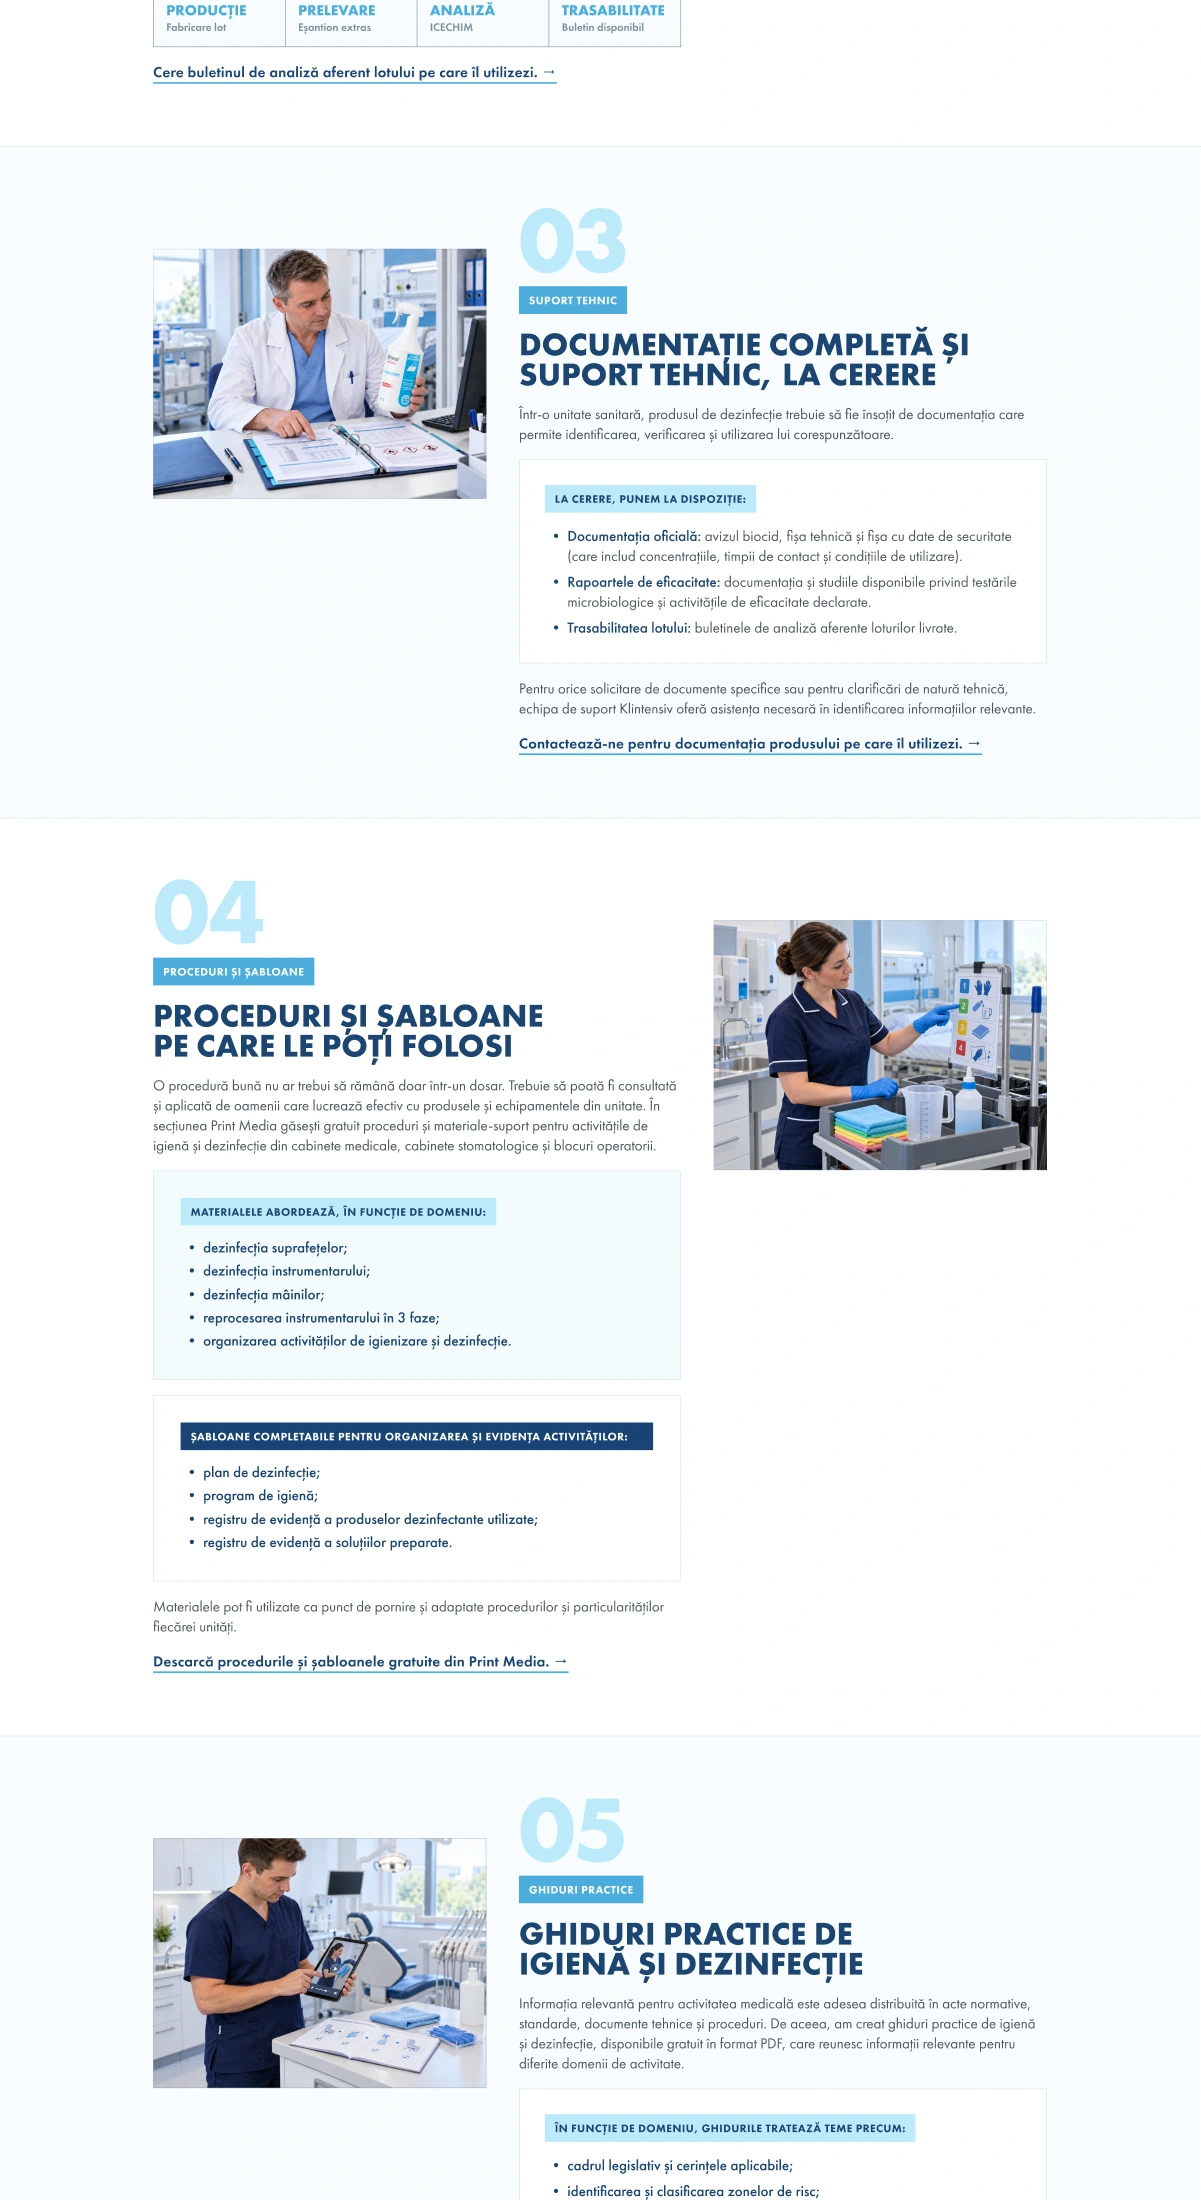 PRODUCȚIE
Fabricare lot
PRELEVARE
Eșantion extras
ANALIZĂ
ICECHIM
TRASABILITATE
Buletin disponibil
Cere buletinul de analiză aferent lotului pe care îl utilizezi. →
03
SUPORT TEHNIC
DOCUMENTAȚIE COMPLETĂ ȘI
SUPORT TEHNIC, LA CERERE
Într-o unitate sanitară, produsul de dezinfecție trebuie să fie însoțit de documentația care
permite identificarea, verificarea și utilizarea lui corespunzătoare.
LA CERERE, PUNEM LA DISPOZIȚIE:
• Documentația oficială: avizul biocid, fișa tehnică și fișa cu date de securitate
(care includ concentrațiile, timpii de contact și condițiile de utilizare).
• Rapoartele de eficacitate: documentația și studiile disponibile privind testările
microbiologice și activitățile de eficacitate declarate.
• Trasabilitatea lotului: buletinele de analiză aferente loturilor livrate.
Pentru orice solicitare de documente specifice sau pentru clarificări de natură tehnică,
echipa de suport Klintensiv oferă asistența necesară în identificarea informațiilor relevante.
Contactează-ne pentru documentația produsului pe care îl utilizezi. →
04
PROCEDURI ȘI ȘABLOANE
PROCEDURI ȘI ȘABLOANE
PE CARE LE POȚI FOLOSI
O procedură bună nu ar trebui să rămână doar într-un dosar. Trebuie să poată fi consultată
și aplicată de oamenii care lucrează efectiv cu produsele și echipamentele din unitate. În
secțiunea Print Media găsești gratuit proceduri și materiale-suport pentru activitățile de
igienă și dezinfecție din cabinete medicale, cabinete stomatologice și blocuri operatorii.
1
2
3
4
MATERIALELE ABORDEAZĂ, ÎN FUNCȚIE DE DOMENIU:
• dezinfecția suprafețelor;
• dezinfecția instrumentarului;
• dezinfecția mâinilor;
• reprocesarea instrumentarului în 3 faze;
• organizarea activităților de igienizare și dezinfecție.
ȘABLOANE COMPLETABILE PENTRU ORGANIZAREA ȘI EVIDENȚA ACTIVITĂȚILOR:
• plan de dezinfecție;
• program de igienă;
• registru de evidență a produselor dezinfectante utilizate;
• registru de evidență a soluțiilor preparate.
Materialele pot fi utilizate ca punct de pornire și adaptate procedurilor și particularităților
fiecărei unități.
Descarcă procedurile și șabloanele gratuite din Print Media. →
05
GHIDURI PRACTICE
GHIDURI PRACTICE DE
IGIENĂ ȘI DEZINFECȚIE
Informația relevantă pentru activitatea medicală este adesea distribuită în acte normative,
standarde, documente tehnice și proceduri. De aceea, am creat ghiduri practice de igienă
și dezinfecție, disponibile gratuit în format PDF, care reunesc informații relevante pentru
diferite domenii de activitate.
ÎN FUNCȚIE DE DOMENIU, GHIDURILE TRATEAZĂ TEME PRECUM:
• cadrul legislativ și cerințele aplicabile;
• identificarea și clasificarea zonelor de risc;